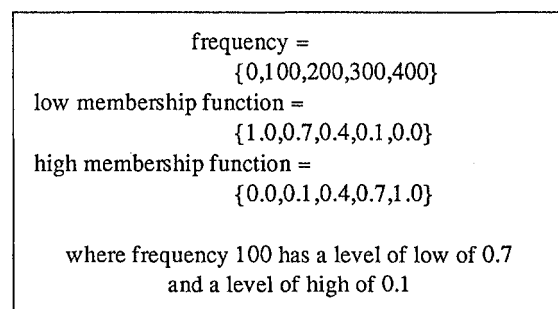 frequency =
{0,100,200,300,400}
low membership function =
{1.0,0.7,0.4,0.1,0.0}
high membership function =
{0.0,0.1,0.4,0.7,1.0}
where frequency 100 has a level of low of 0.7
and a level of high of 0.1